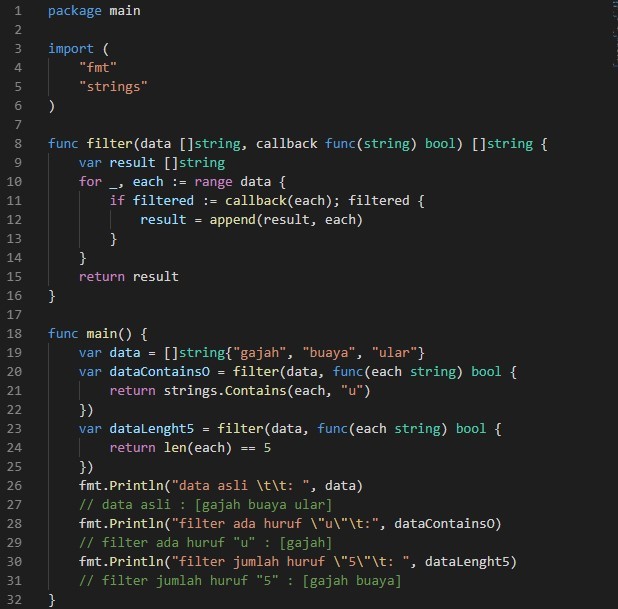 1 package main
2
3 import (
4     "fmt"
5     "strings"
6 )
7
8 func filter(data []string, callback func(string) bool) []string {
9     var result []string
10     for _, each := range data {
11         if filtered := callback(each); filtered {
12             result = append(result, each)
13         }
14     }
15     return result
16 }
17
18 func main() {
19     var data = []string{"gajah", "buaya", "ular"}
20     var dataContainsO = filter(data, func(each string) bool {
21         return strings.Contains(each, "u")
22     })
23     var dataLenght5 = filter(data, func(each string) bool {
24         return len(each) == 5
25     })
26     fmt.Println("data asli \t\t: ", data)
27     // data asli : [gajah buaya ular]
28     fmt.Println("filter ada huruf \"u\"\t:", dataContainsO)
29     // filter ada huruf "u" : [gajah]
30     fmt.Println("filter jumlah huruf \"5\"\t: ", dataLenght5)
31     // filter jumlah huruf "5" : [gajah buaya]
32 }